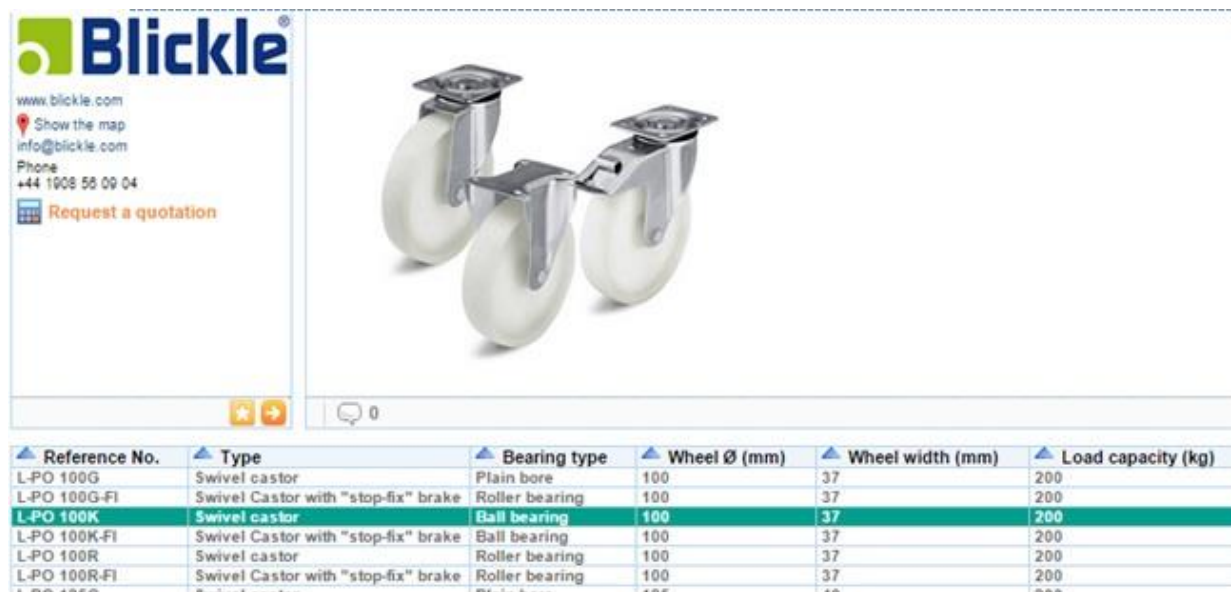 Blickle®
www.blickle.com
Show the map
info@blickle.com
Phone
+44 1908 56 09 04
Request a quotation
0
Reference No. Type Bearing type Wheel Ø (mm) Wheel width (mm) Load capacity (kg)
L-PO 100G Swivel castor Plain bore 100 37 200
L-PO 100G-FI Swivel Castor with "stop-fix" brake Roller bearing 100 37 200
L-PO 100K Swivel castor Ball bearing 100 37 200
L-PO 100K-FI Swivel Castor with "stop-fix" brake Ball bearing 100 37 200
L-PO 100R Swivel castor Roller bearing 100 37 200
L-PO 100R-FI Swivel Castor with "stop-fix" brake Roller bearing 100 37 200